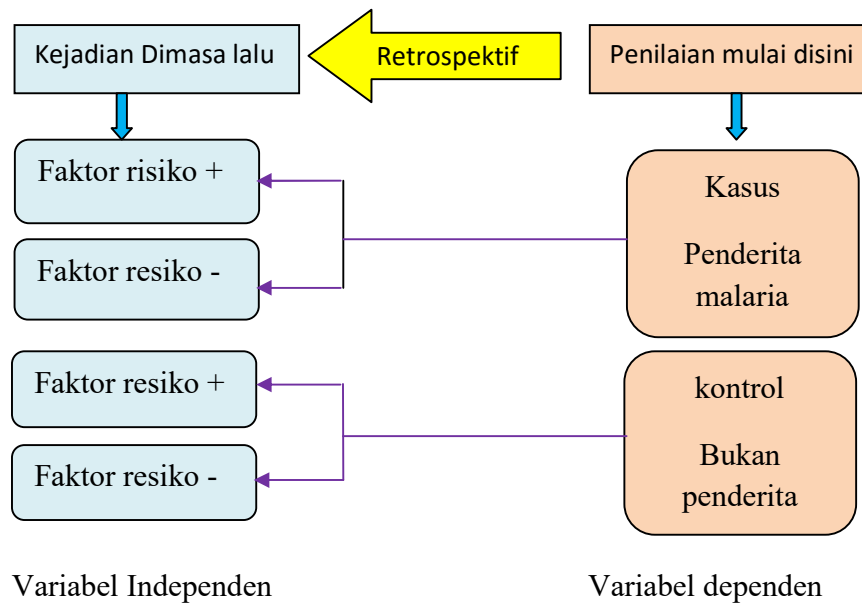 Kejadian Dimasa lalu
Retrospektif
Penilaian mulai disini
Faktor risiko +
Faktor resiko -
Kasus
Penderita
malaria
Faktor resiko +
Faktor resiko -
kontrol
Bukan
penderita
Variabel Independen
Variabel dependen